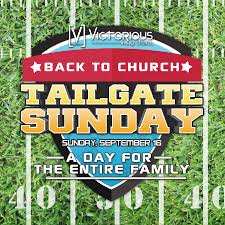 VICTORIOUS
★ BACK TO CHURCH ★
TAILGATE
SUNDAY
SUNDAY, SEPTEMBER 16
A DAY FOR
THE ENTIRE FAMILY
40 50 40